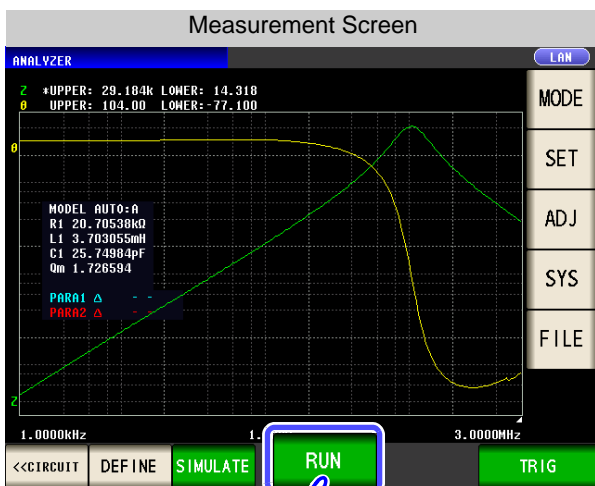 Measurement Screen
ANALYZER
LAN
Z *UPPER: 29.184k LOWER: 14.318
θ UPPER: 104.00 LOWER:-77.100
MODE
θ
SET
MODEL AUTO:A
R1 20.70538kΩ
L1 3.703055mH
C1 25.74984pF
Qm 1.726594
ADJ
SYS
PARA1 Δ - -
PARA2 Δ - -
FILE
Z
1.0000kHz 3.0000MHz
<<CIRCUIT DEFINE SIMULATE RUN TRIG